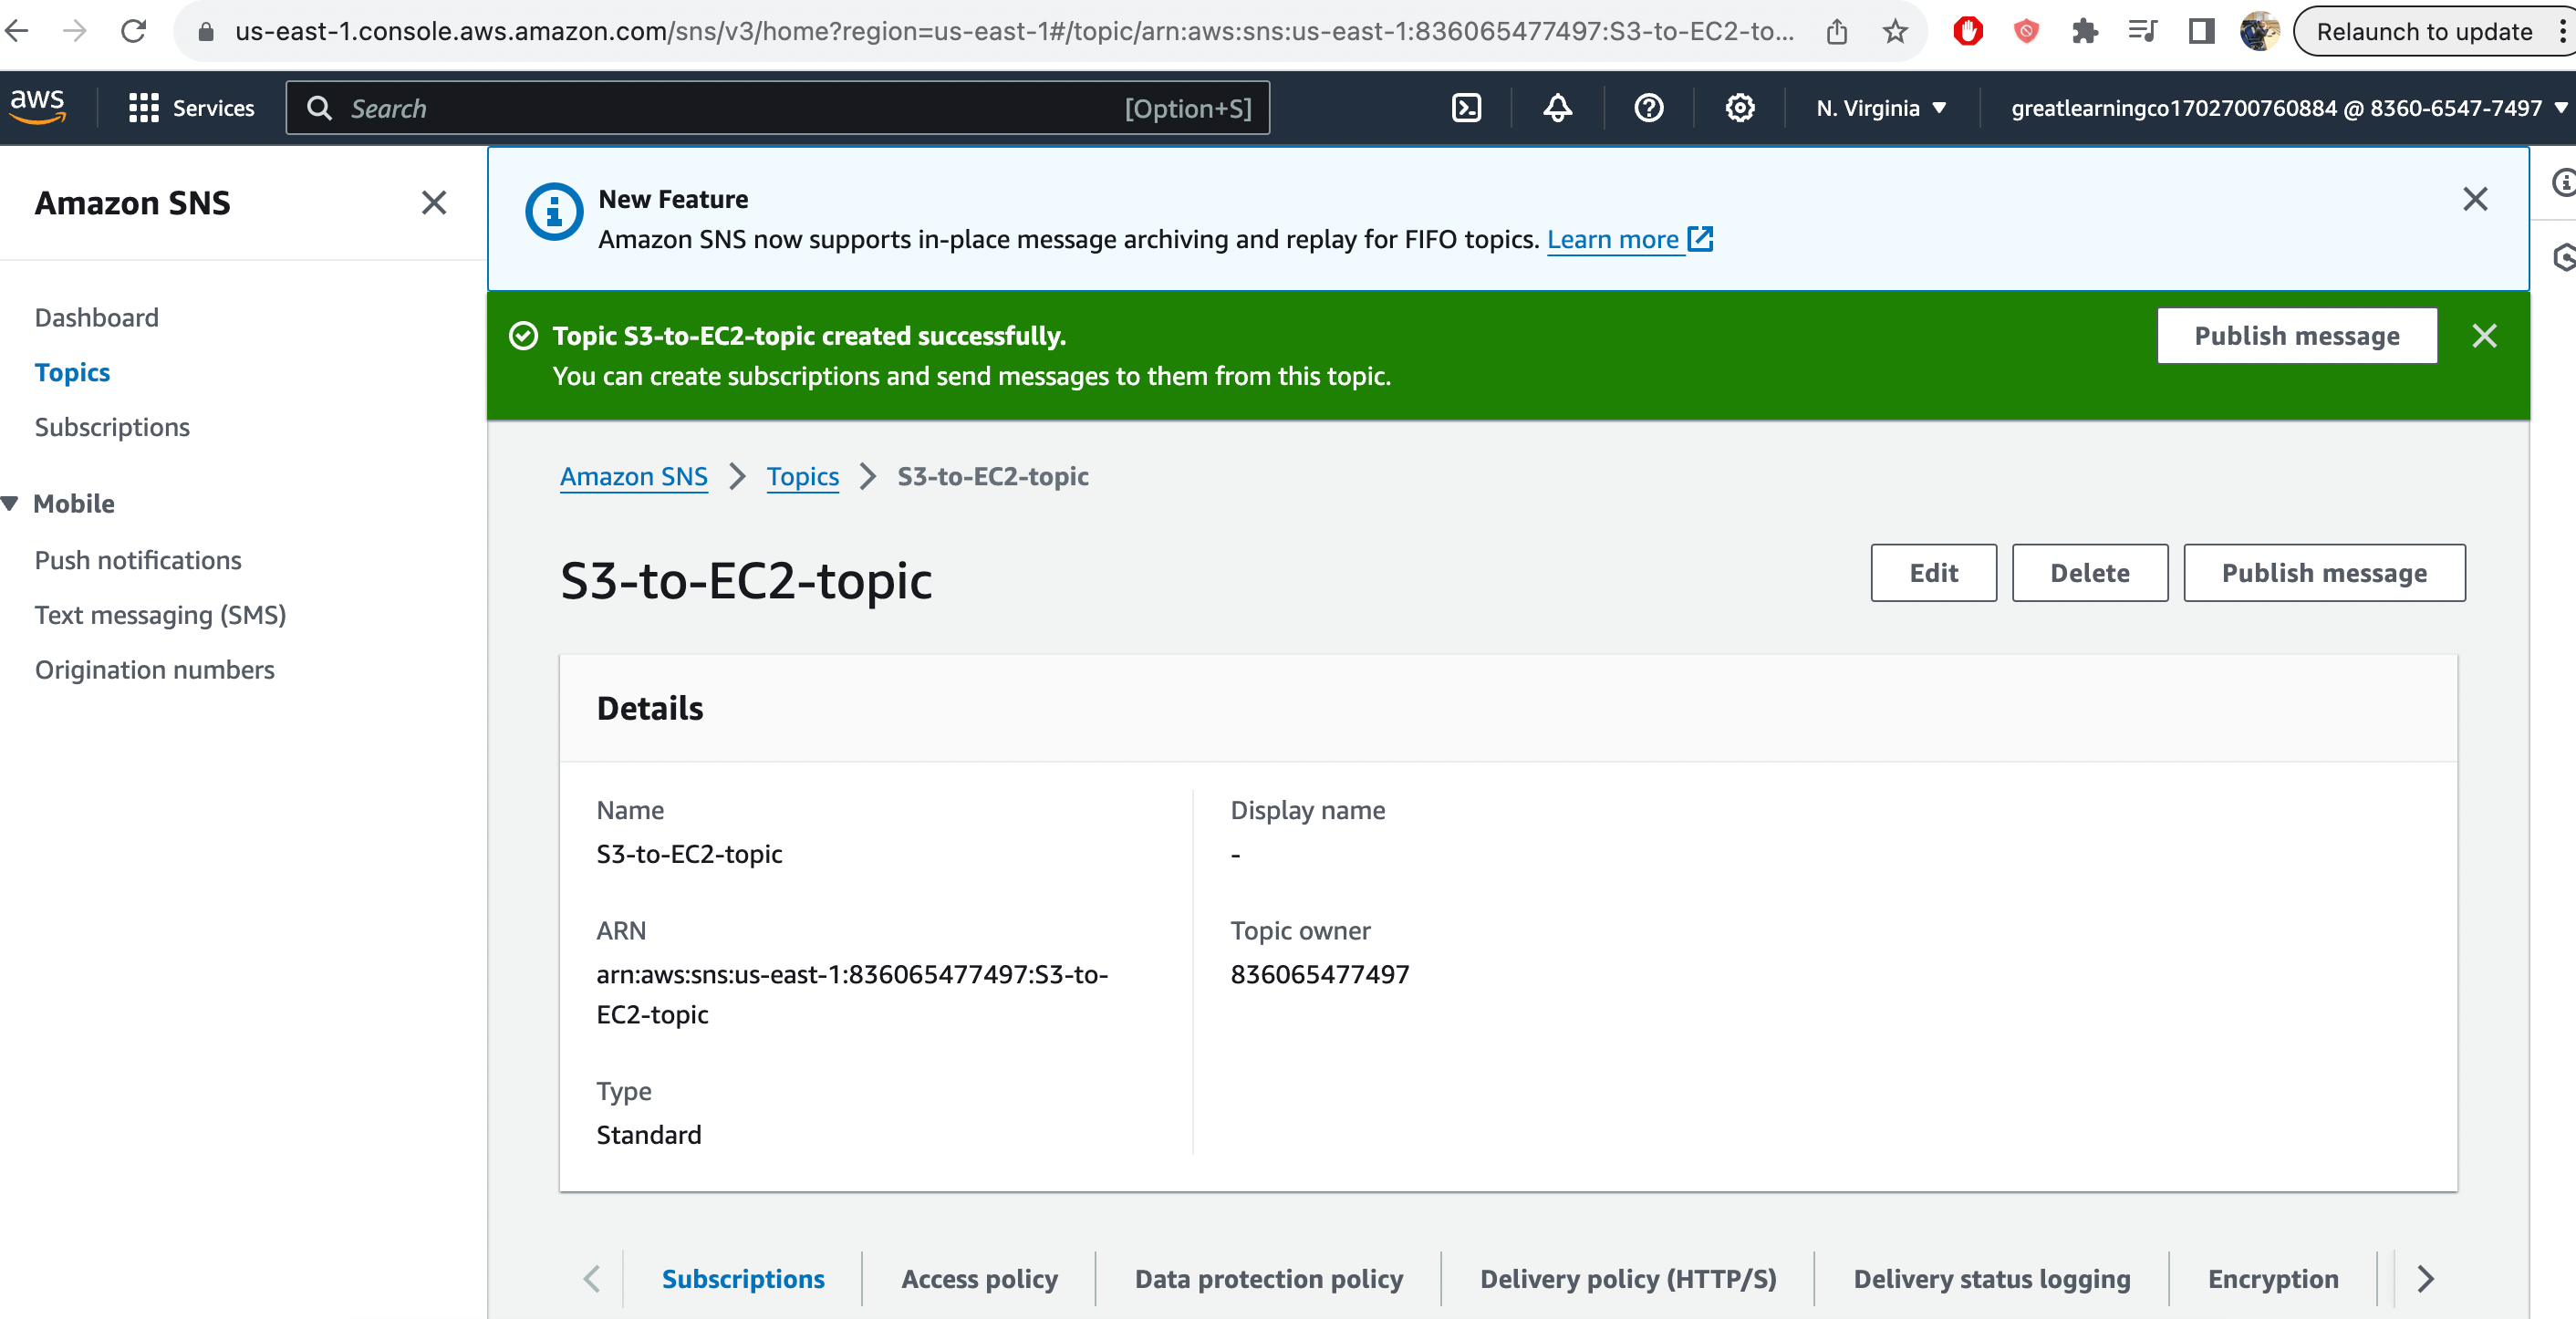 us-east-1.console.aws.amazon.com/sns/v3/home?region=us-east-1#/topic/arn:aws:sns:us-east-1:836065477497:S3-to-EC2-to...
Relaunch to update
aws
Services
Search
[Option+S]
N. Virginia
greatlearningco1702700760884 @ 8360-6547-7497
Amazon SNS
Dashboard
Topics
Subscriptions
Mobile
Push notifications
Text messaging (SMS)
Origination numbers
New Feature
Amazon SNS now supports in-place message archiving and replay for FIFO topics. Learn more
Topic S3-to-EC2-topic created successfully.
You can create subscriptions and send messages to them from this topic.
Publish message
Amazon SNS > Topics > S3-to-EC2-topic
S3-to-EC2-topic
Edit
Delete
Publish message
Details
Name
S3-to-EC2-topic
ARN
arn:aws:sns:us-east-1:836065477497:S3-to-
EC2-topic
Type
Standard
Display name
-
Topic owner
836065477497
Subscriptions
Access policy
Data protection policy
Delivery policy (HTTP/S)
Delivery status logging
Encryption